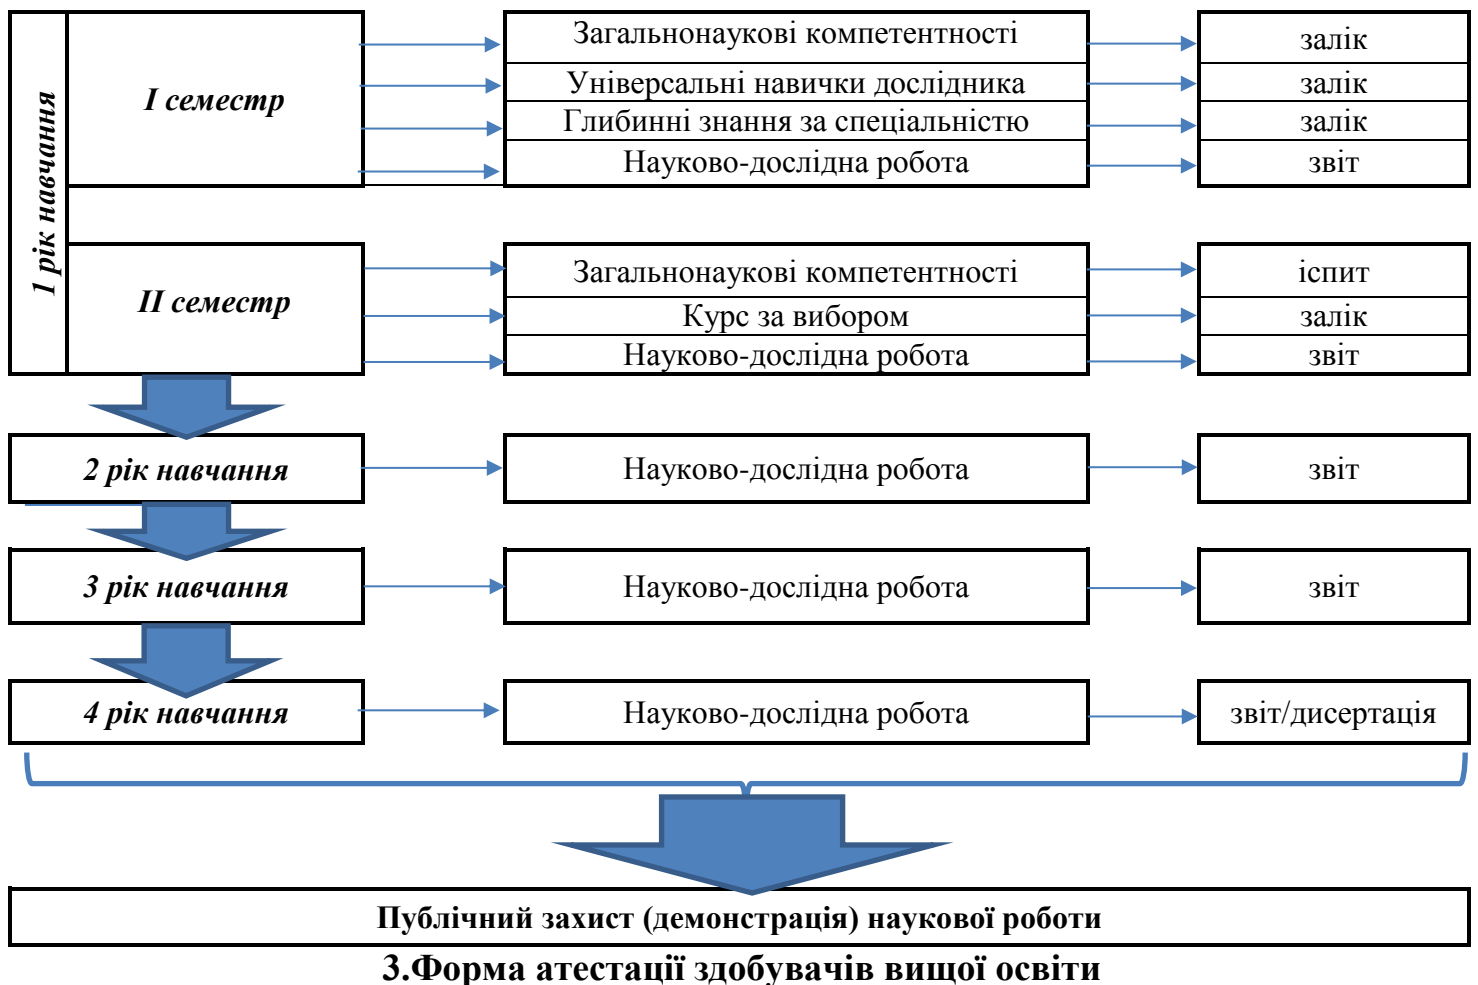 1 рік навчання
I семестр
Загальнонаукові компетентності
залік
Універсальні навички дослідника
залік
Глибинні знання за спеціальністю
залік
Науково-дослідна робота
звіт
II семестр
Загальнонаукові компетентності
іспит
Курс за вибором
залік
Науково-дослідна робота
звіт
2 рік навчання
Науково-дослідна робота
звіт
3 рік навчання
Науково-дослідна робота
звіт
4 рік навчання
Науково-дослідна робота
звіт/дисертація
Публічний захист (демонстрація) наукової роботи
3.Форма атестації здобувачів вищої освіти